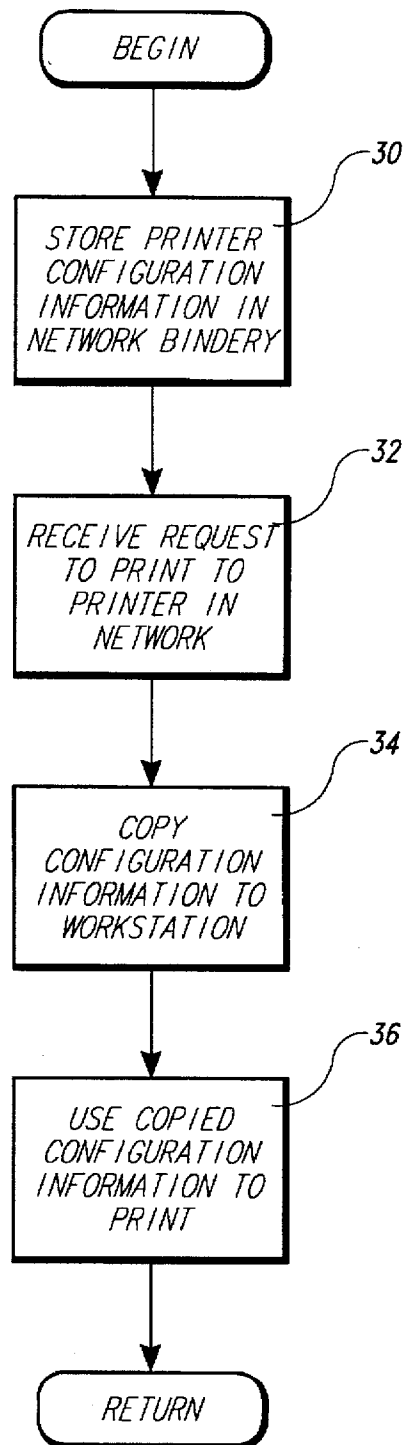 BEGIN
30
STORE PRINTER
CONFIGURATION
INFORMATION IN
NETWORK BINDERY
32
RECEIVE REQUEST
TO PRINT TO
PRINTER IN
NETWORK
34
COPY
CONFIGURATION
INFORMATION TO
WORKSTATION
36
USE COPIED
CONFIGURATION
INFORMATION TO
PRINT
RETURN